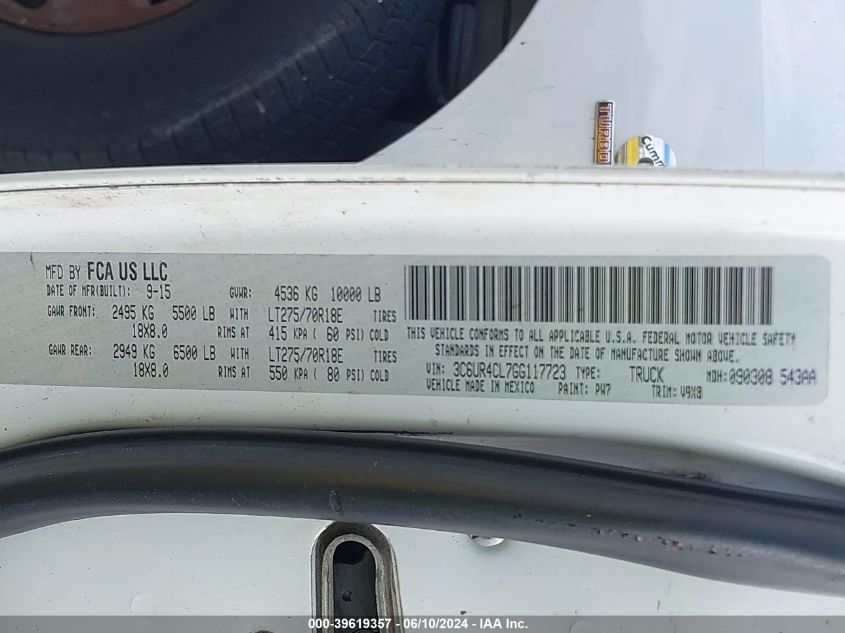 TURBO
Cumm
MFD BY FCA US LLC
DATE OF MFR(BUILT): 9-15 GVWR: 4536 KG 10000 LB
GAWR FRONT: 2495 KG 5500 LB WITH LT275/70R18E TIRES
18X8.0 RIMS AT 415 KPA ( 60 PSI) COLD
GAWR REAR: 2949 KG 6500 LB WITH LT275/70R18E TIRES
18X8.0 RIMS AT 550 KPA ( 80 PSI) COLD
THIS VEHICLE CONFORMS TO ALL APPLICABLE U.S.A. FEDERAL MOTOR VEHICLE SAFETY
STANDARDS IN EFFECT ON THE DATE OF MANUFACTURE SHOWN ABOVE.
VIN: 3C6UR4CL7GG117723 TYPE: TRUCK MDH: 090308 543AA
VEHICLE MADE IN MEXICO PAINT: PW7 TRIM: V9X8
000-39619357 - 06/10/2024 - IAA Inc.